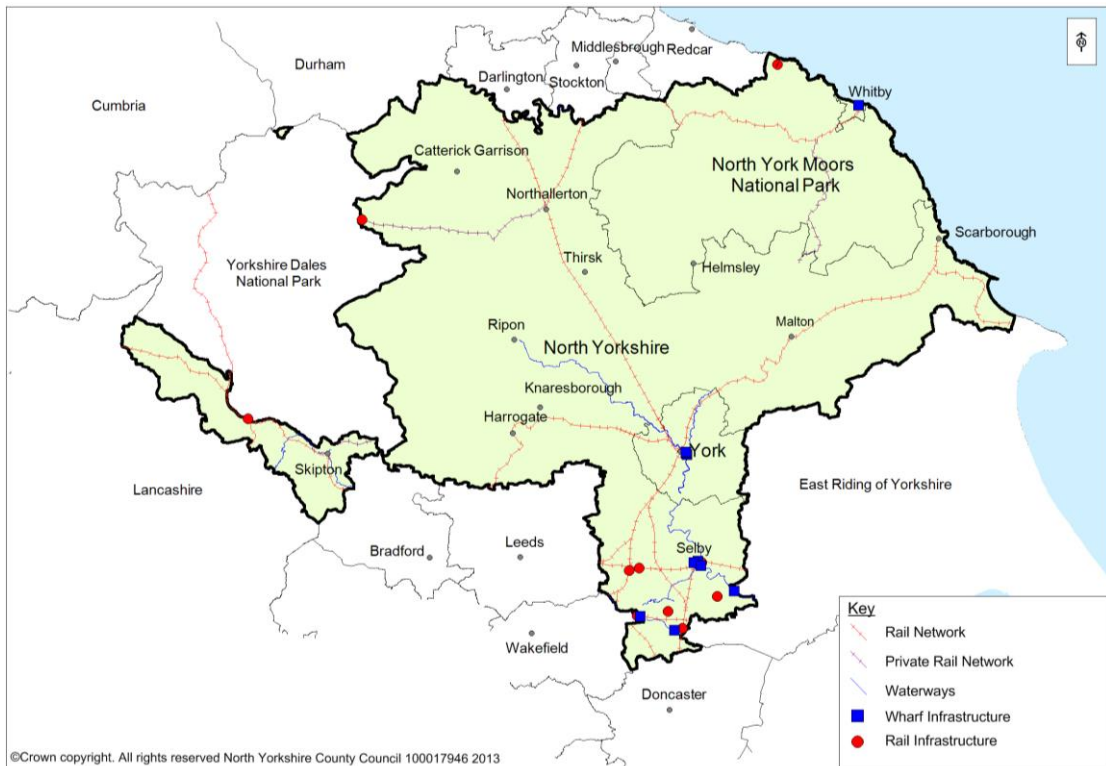 Durham
Middlesbrough
Redcar
Darlington
Stockton
Cumbria
Whitby
Catterick Garrison
North York Moors
National Park
Northallerton
Scarborough
Thirsk
Helmsley
Yorkshire Dales
National Park
Ripon
North Yorkshire
Malton
Knaresborough
Harrogate
York
Skipton
Lancashire
East Riding of Yorkshire
Bradford
Leeds
Selby
Wakefield
Doncaster
Key
Rail Network
Private Rail Network
Waterways
Wharf Infrastructure
Rail Infrastructure
©Crown copyright. All rights reserved North Yorkshire County Council 100017946 2013